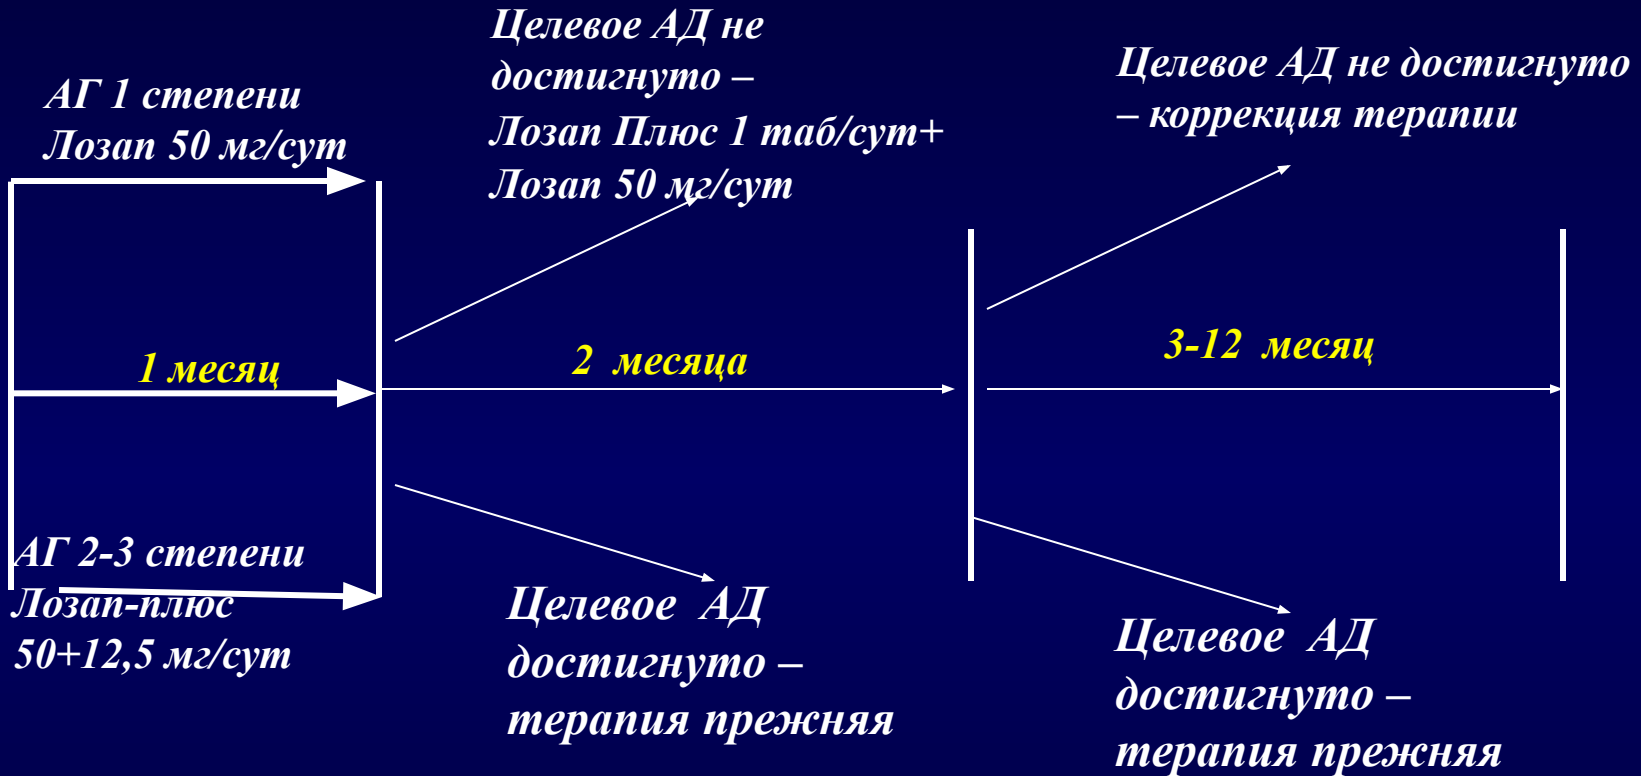 АГ 1 степени
Лозап 50 мг/сут
Целевое АД не
достигнуто –
Лозап Плюс 1 таб/сут+
Лозап 50 мг/сут
Целевое АД не достигнуто
– коррекция терапии
1 месяц
2 месяца
3-12 месяц
АГ 2-3 степени
Лозап-плюс
50+12,5 мг/сут
Целевое АД
достигнуто –
терапия прежняя
Целевое АД
достигнуто –
терапия прежняя